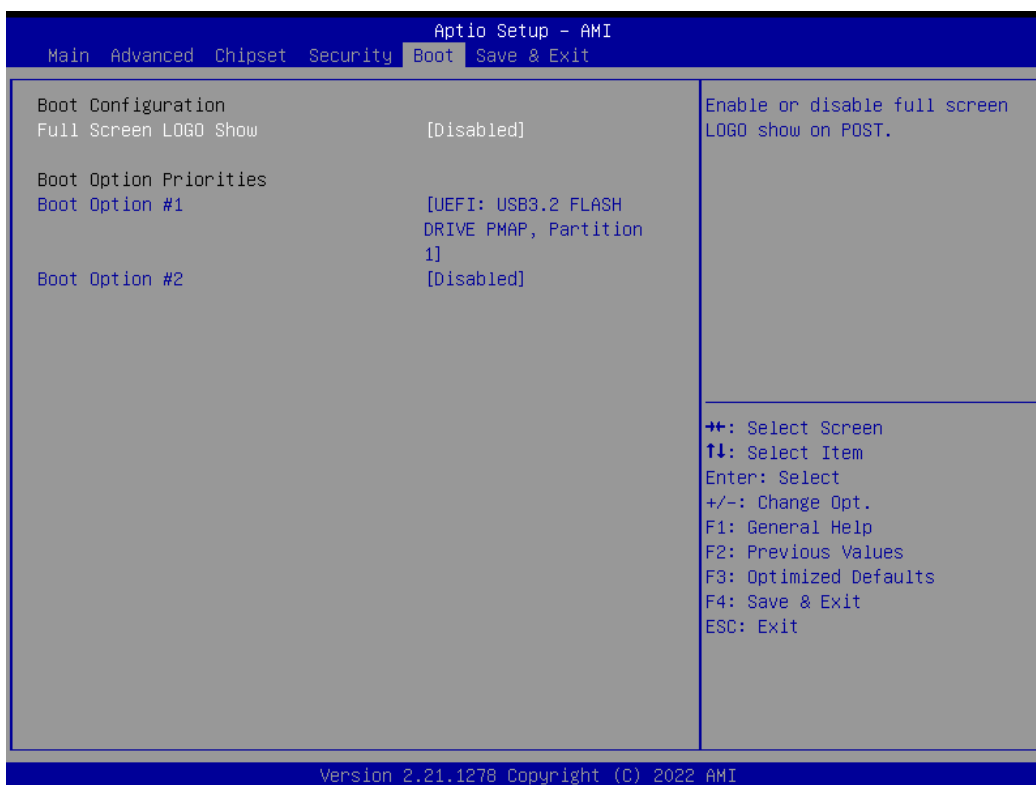 Aptio Setup – AMI
Main Advanced Chipset Security Boot Save & Exit
Boot Configuration
Full Screen LOGO Show [Disabled]
Boot Option Priorities
Boot Option #1 [UEFI: USB3.2 FLASH
DRIVE PMAP, Partition
1]
Boot Option #2 [Disabled]
Enable or disable full screen
LOGO show on POST.
→←: Select Screen
↑↓: Select Item
Enter: Select
+/-: Change Opt.
F1: General Help
F2: Previous Values
F3: Optimized Defaults
F4: Save & Exit
ESC: Exit
Version 2.21.1278 Copyright (C) 2022 AMI